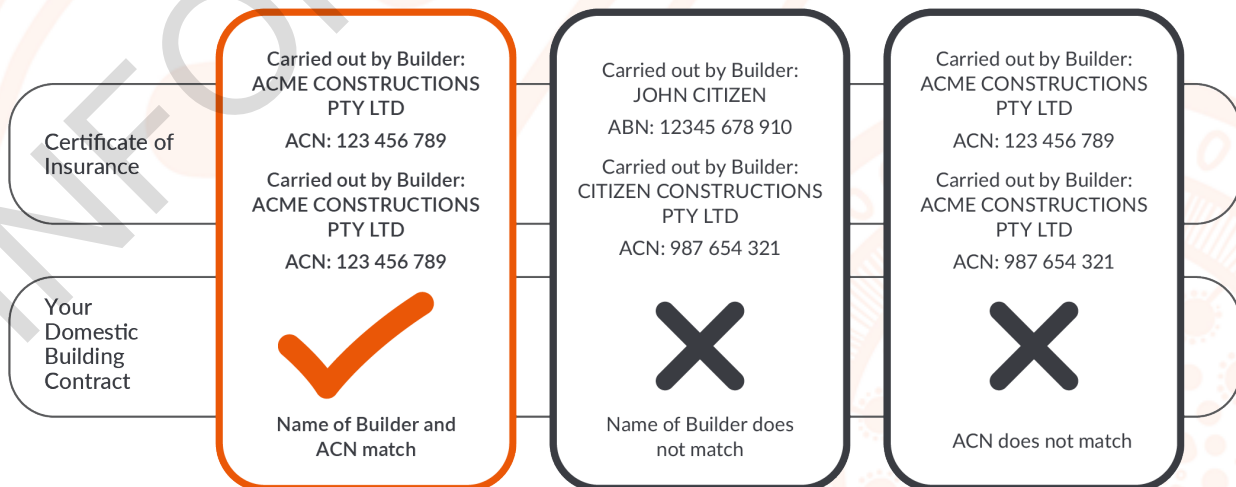 Certificate of
Insurance
Your
Domestic
Building
Contract
Carried out by Builder:
ACME CONSTRUCTIONS
PTY LTD
ACN: 123 456 789
Carried out by Builder:
ACME CONSTRUCTIONS
PTY LTD
ACN: 123 456 789
Name of Builder and
ACN match
Carried out by Builder:
JOHN CITIZEN
ABN: 12345 678 910
Carried out by Builder:
CITIZEN CONSTRUCTIONS
PTY LTD
ACN: 987 654 321
Name of Builder does
not match
Carried out by Builder:
ACME CONSTRUCTIONS
PTY LTD
ACN: 123 456 789
Carried out by Builder:
ACME CONSTRUCTIONS
PTY LTD
ACN: 987 654 321
ACN does not match